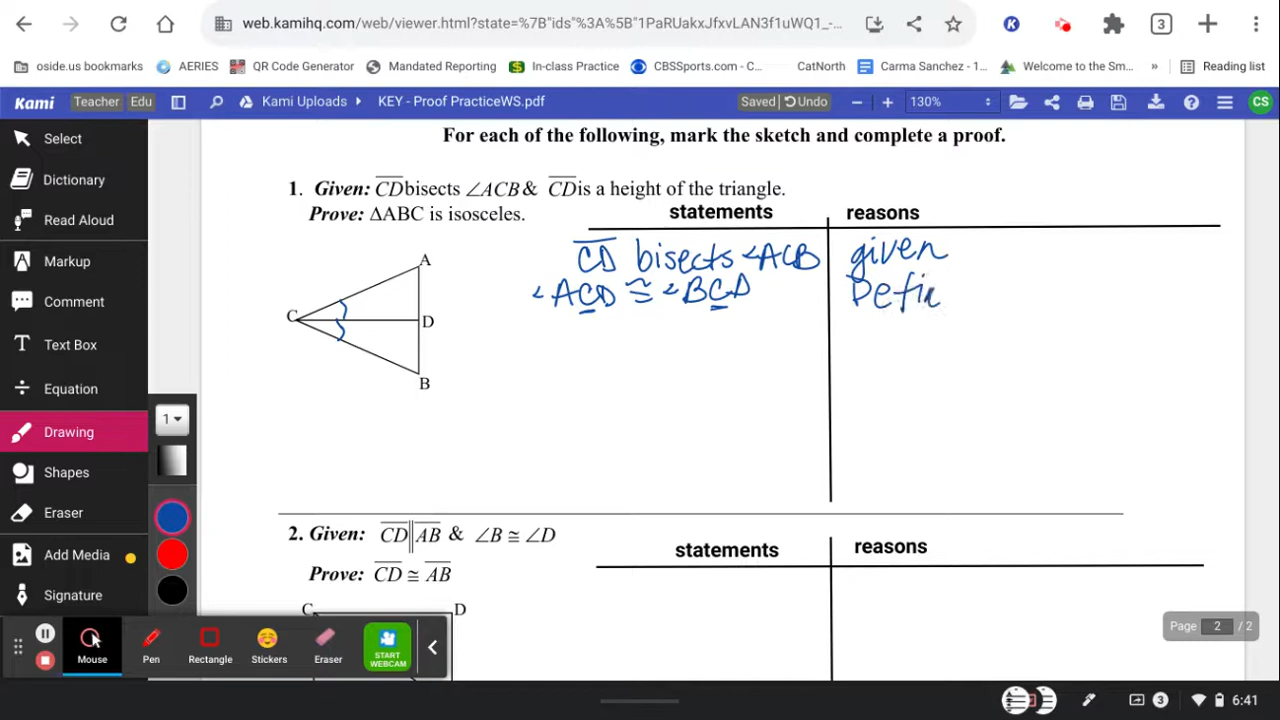 web.kamihq.com/web/viewer.html?state=%7B"ids"%3A%5B"1PaRUakxJfxvLAN3f1uWQ1_-...
oside.us bookmarks AERIES QR Code Generator Mandated Reporting In-class Practice CBSSports.com - C... CatNorth Carma Sanchez - 1... Welcome to the Sm... » Reading list
Kami Teacher Edu Kami Uploads KEY - Proof PracticeWS.pdf Saved Undo 130% CS
Select
Dictionary
Read Aloud
Markup
Comment
Text Box
Equation
Drawing
Shapes
Eraser
Add Media
Signature
1
For each of the following, mark the sketch and complete a proof.
1. Given: CD bisects ∠ACB & CD is a height of the triangle.
Prove: ΔABC is isosceles.
statements reasons
CD bisects ∠ACB given
∠ACD ≅ ∠BCD Defin
A
C
D
B
2. Given: CD || AB & ∠B ≅ ∠D
Prove: CD ≅ AB
statements reasons
C D
Page 2 / 2
Mouse Pen Rectangle Stickers Eraser START WEBCAM
3 6:41